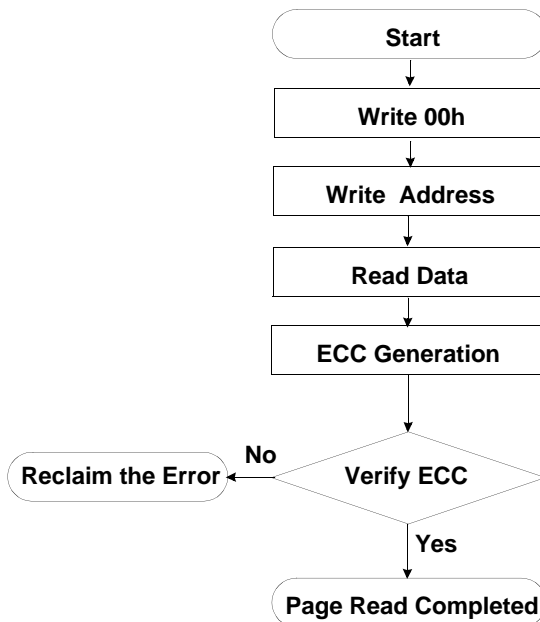 Start
Write 00h
Write Address
Read Data
ECC Generation
No
Reclaim the Error
Verify ECC
Yes
Page Read Completed